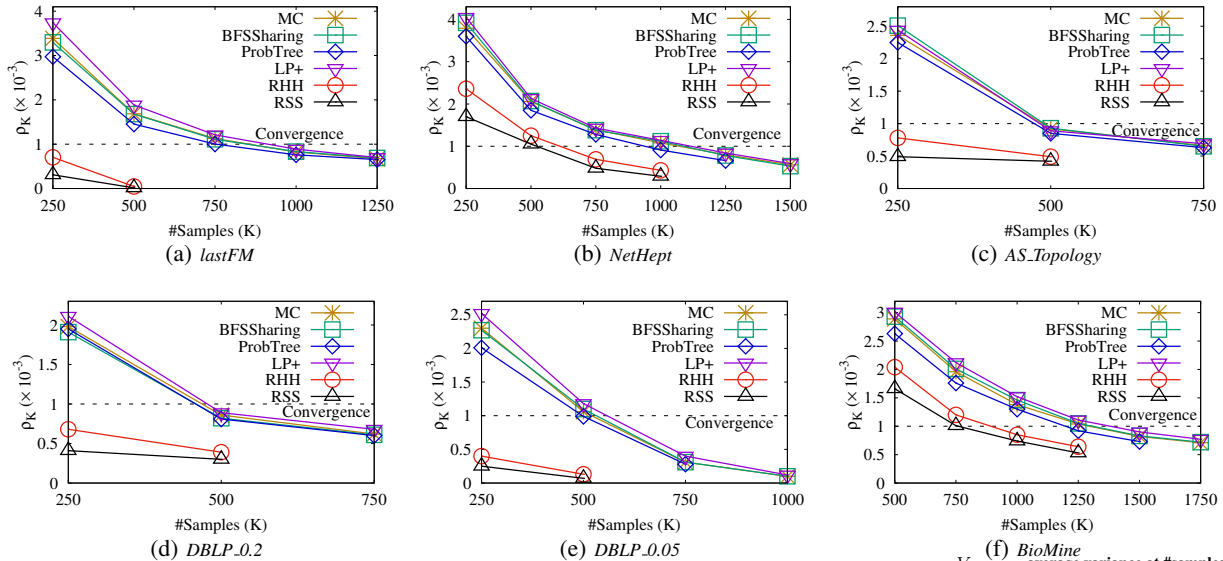 4
3
2
1
0
250
500
750
1000
1250
ρK (× 10-3)
#Samples (K)
Convergence
MC
BFSSharing
ProbTree
LP+
RHH
RSS
(a) lastFM
4
3
2
1
0
250
500
750
1000
1250
1500
ρK (× 10-3)
#Samples (K)
Convergence
MC
BFSSharing
ProbTree
LP+
RHH
RSS
(b) NetHept
2.5
2
1.5
1
0.5
0
250
500
750
ρK (× 10-3)
#Samples (K)
Convergence
MC
BFSSharing
ProbTree
LP+
RHH
RSS
(c) AS_Topology
2
1.5
1
0.5
0
250
500
750
ρK (× 10-3)
#Samples (K)
Convergence
MC
BFSSharing
ProbTree
LP+
RHH
RSS
(d) DBLP_0.2
2.5
2
1.5
1
0.5
0
250
500
750
1000
ρK (× 10-3)
#Samples (K)
Convergence
MC
BFSSharing
ProbTree
LP+
RHH
RSS
(e) DBLP_0.05
3
2.5
2
1.5
1
0.5
0
500
750
1000
1250
1500
1750
ρK (× 10-3)
#Samples (K)
Convergence
MC
BFSSharing
ProbTree
LP+
RHH
RSS
(f) BioMine